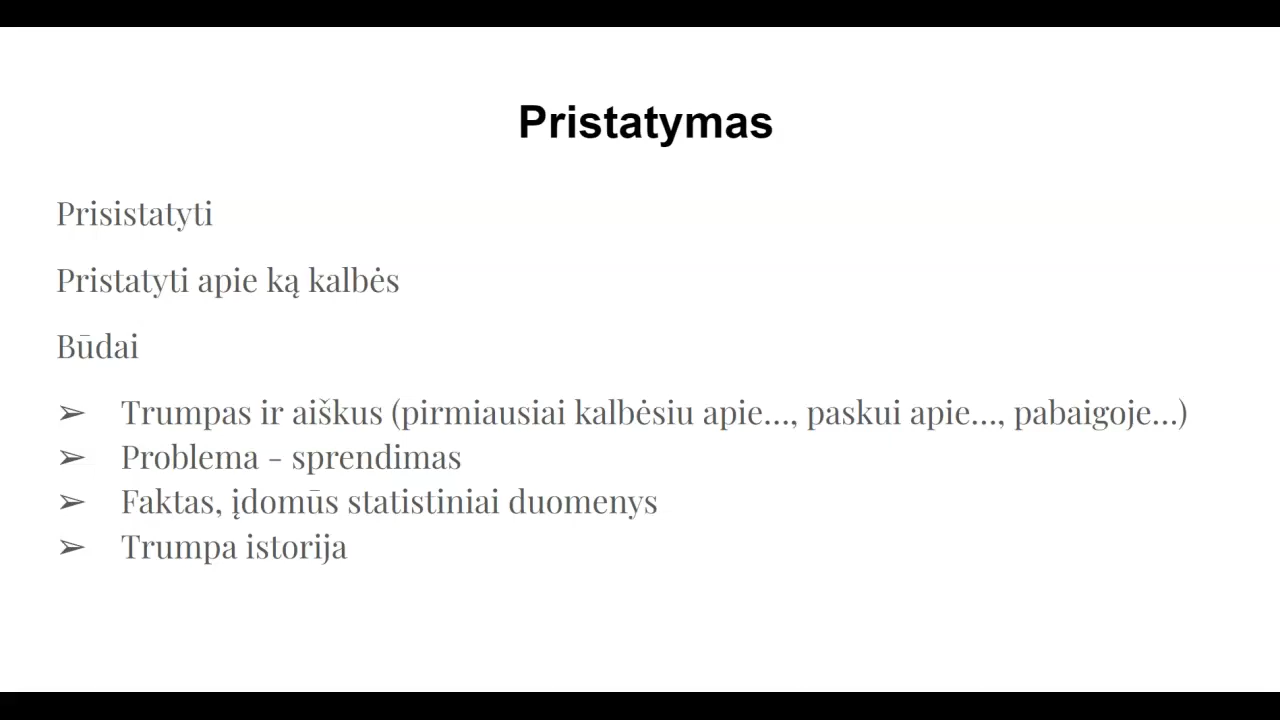 Pristatymas
Prisistatyti
Pristatyti apie ką kalbės
Būdai
➢ Trumpas ir aiškus (pirmiausiai kalbėsiu apie..., paskui apie..., pabaigoje...)
➢ Problema - sprendimas
➢ Faktas, įdomūs statistiniai duomenys
➢ Trumpa istorija